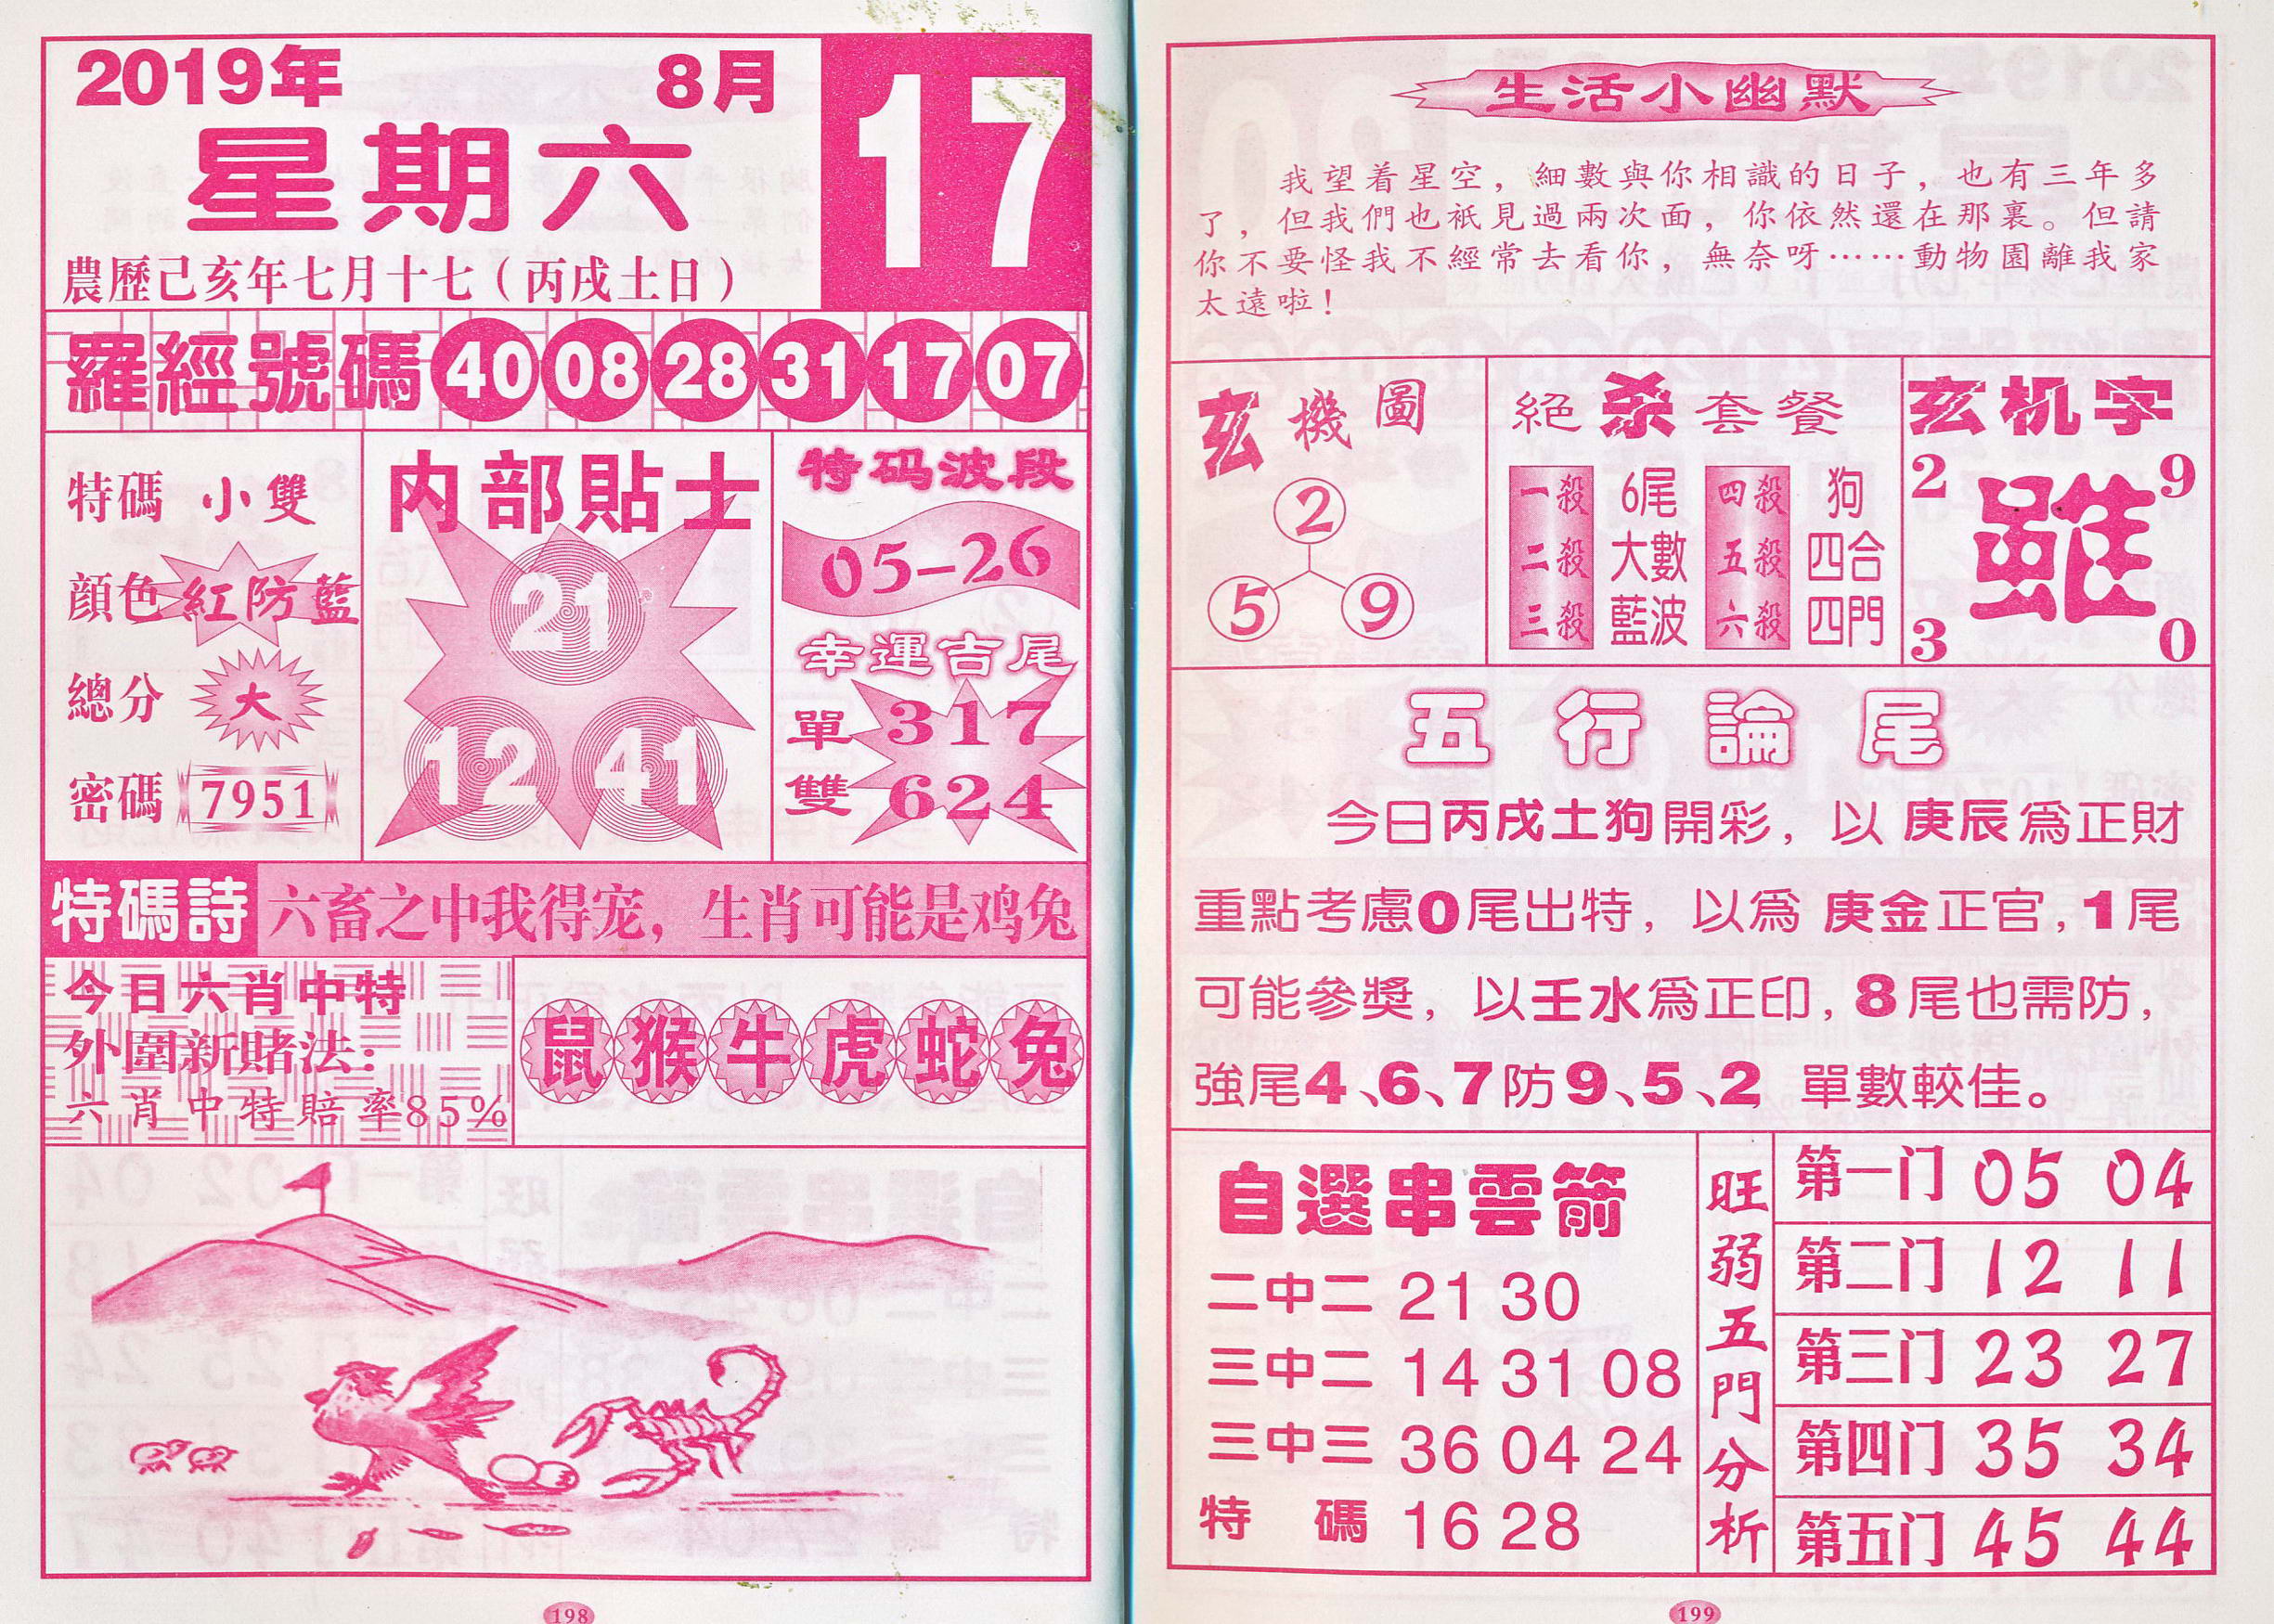 2019年 8月 17
星期六
農歷己亥年七月十七（丙戌土日）
羅經號碼 40 08 28 31 17 07
特碼 小雙
顔色 紅防藍
總分 大
密碼 7951
内部貼士
21
12 41
特码波段
05-26
幸運吉尾
單 317
雙 624
特碼詩 六畜之中我得宠，生肖可能是鸡兔
今日六肖中特
外圍新賭法：
六肖中特賠率85%
鼠 猴 牛 虎 蛇 兔
198
生活小幽默
我望着星空，細數與你相識的日子，也有三年多
了，但我們也衹見過兩次面，你依然還在那裏。但請
你不要怪我不經常去看你，無奈呀……動物園離我家
太遠啦！
玄機圖
2
5 9
絕杀套餐
一殺 6尾 四殺 狗
二殺 大數 五殺 四合
三殺 藍波 六殺 四門
玄机字
2 9
雖
3 0
五行論尾
今日丙戌土狗開彩，以庚辰爲正財
重點考慮0尾出特，以爲庚金正官，1尾
可能參獎，以壬水爲正印，8尾也需防，
強尾4、6、7防9、5、2 單數較佳。
自選串雲箭
二中二 21 30
三中二 14 31 08
三中三 36 04 24
特碼 16 28
旺弱五門分析
第一门 05 04
第二门 12 11
第三门 23 27
第四门 35 34
第五门 45 44
199